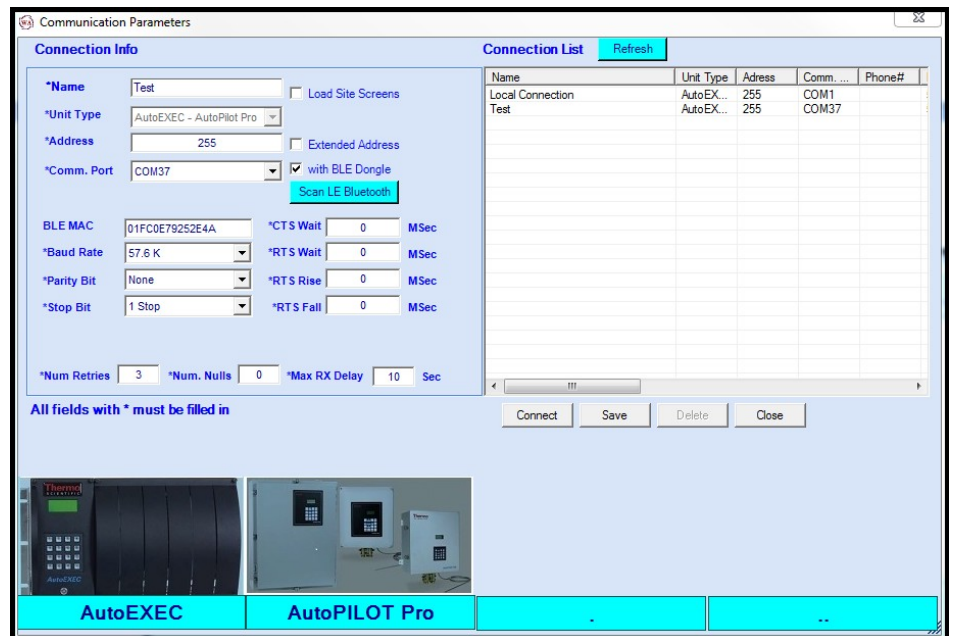 Communication Parameters
Connection Info
*Name Test Load Site Screens
*Unit Type AutoEXEC - AutoPilot Pro
*Address 255 Extended Address
*Comm. Port COM37 with BLE Dongle
Scan LE Bluetooth
BLE MAC 01FC0E79252E4A *CTS Wait 0 MSec
*Baud Rate 57.6 K *RTS Wait 0 MSec
*Parity Bit None *RTS Rise 0 MSec
*Stop Bit 1 Stop *RTS Fall 0 MSec
*Num Retries 3 *Num. Nulls 0 *Max RX Delay 10 Sec
All fields with * must be filled in
Connection List Refresh
Name Unit Type Adress Comm. ... Phone#
Local Connection AutoEX... 255 COM1
Test AutoEX... 255 COM37
Connect Save Delete Close
Thermo
SCIENTIFIC
AutoEXEC
AutoEXEC AutoPILOT Pro . ..